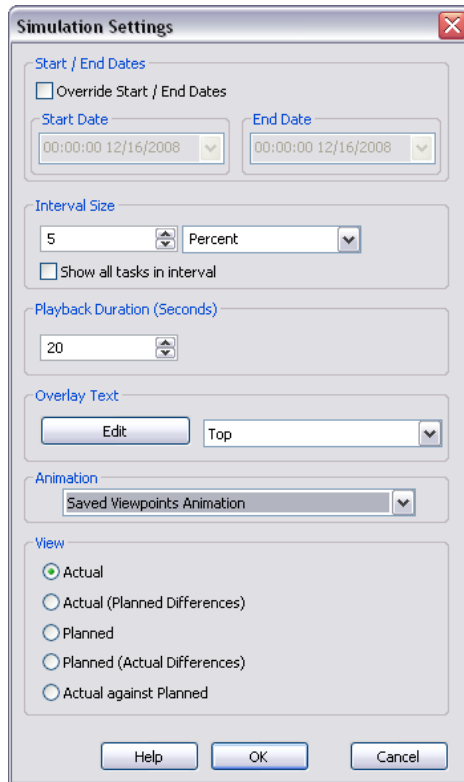 Simulation Settings
Start / End Dates
Override Start / End Dates
Start Date
End Date
00:00:00 12/16/2008
00:00:00 12/16/2008
Interval Size
5
Percent
Show all tasks in interval
Playback Duration (Seconds)
20
Overlay Text
Edit
Top
Animation
Saved Viewpoints Animation
View
Actual
Actual (Planned Differences)
Planned
Planned (Actual Differences)
Actual against Planned
Help
OK
Cancel